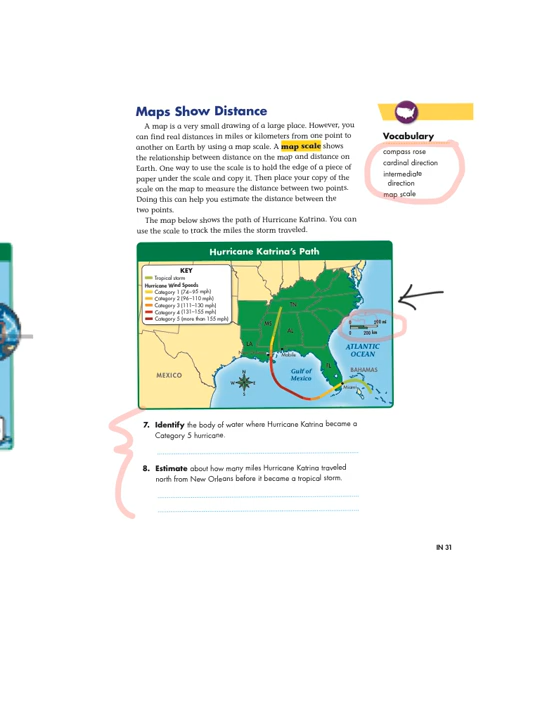 Maps Show Distance
A map is a very small drawing of a large place. However, you
can find real distances in miles or kilometers from one point to
another on Earth by using a map scale. A map scale shows
the relationship between distance on the map and distance on
Earth. One way to use the scale is to hold the edge of a piece of
paper under the scale and copy it. Then place your copy of the
scale on the map to measure the distance between two points.
Doing this can help you estimate the distance between the
two points.
The map below shows the path of Hurricane Katrina. You can
use the scale to track the miles the storm traveled.
Vocabulary
compass rose
cardinal direction
intermediate
direction
map scale
Hurricane Katrina's Path
KEY
Tropical storm
Hurricane Wind Speeds
Category 1 (74–95 mph)
Category 2 (96–110 mph)
Category 3 (111–130 mph)
Category 4 (131–155 mph)
Category 5 (more than 155 mph)
TN
MS
AL
LA
Mobile
FL
Miami
MEXICO
N
W
E
S
Gulf of
Mexico
ATLANTIC
OCEAN
BAHAMAS
0
200 km
7. Identify the body of water where Hurricane Katrina became a
Category 5 hurricane.
8. Estimate about how many miles Hurricane Katrina traveled
north from New Orleans before it became a tropical storm.
IN 31